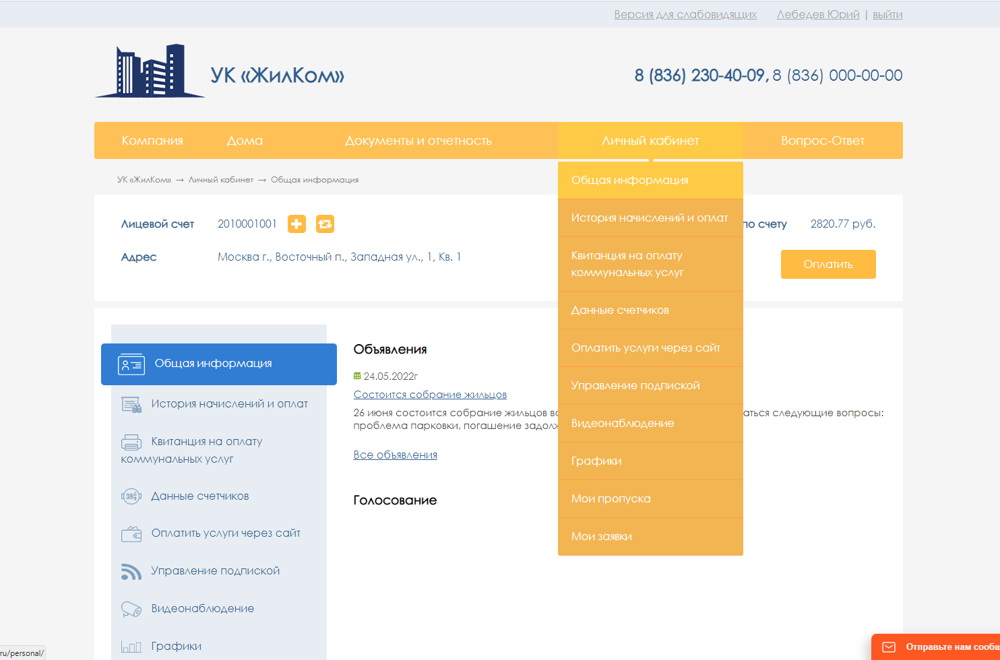 Версия для слабовидящих Лебедев Юрий | выйти
УК «ЖилКом»
8 (836) 230-40-09, 8 (836) 000-00-00
Компания Дома Документы и отчетность Личный кабинет Вопрос-Ответ
УК «ЖилКом» → Личный кабинет → Общая информация
Лицевой счет 2010001001
по счету 2820.77 руб.
Адрес Москва г., Восточный п., Западная ул., 1, Кв. 1
Оплатить
Общая информация
История начислений и оплат
Квитанция на оплату
коммунальных услуг
Данные счетчиков
Оплатить услуги через сайт
Управление подпиской
Видеонаблюдение
Графики
Мои пропуска
Мои заявки
Общая информация
История начислений и оплат
Квитанция на оплату
коммунальных услуг
Данные счетчиков
Оплатить услуги через сайт
Управление подпиской
Видеонаблюдение
Графики
Объявления
24.05.2022г
Состоится собрание жильцов
26 июня состоится собрание жильцов следующие вопросы:
проблема парковки, погашение
Все объявления
Голосование
ru/personal/
Отправьте нам